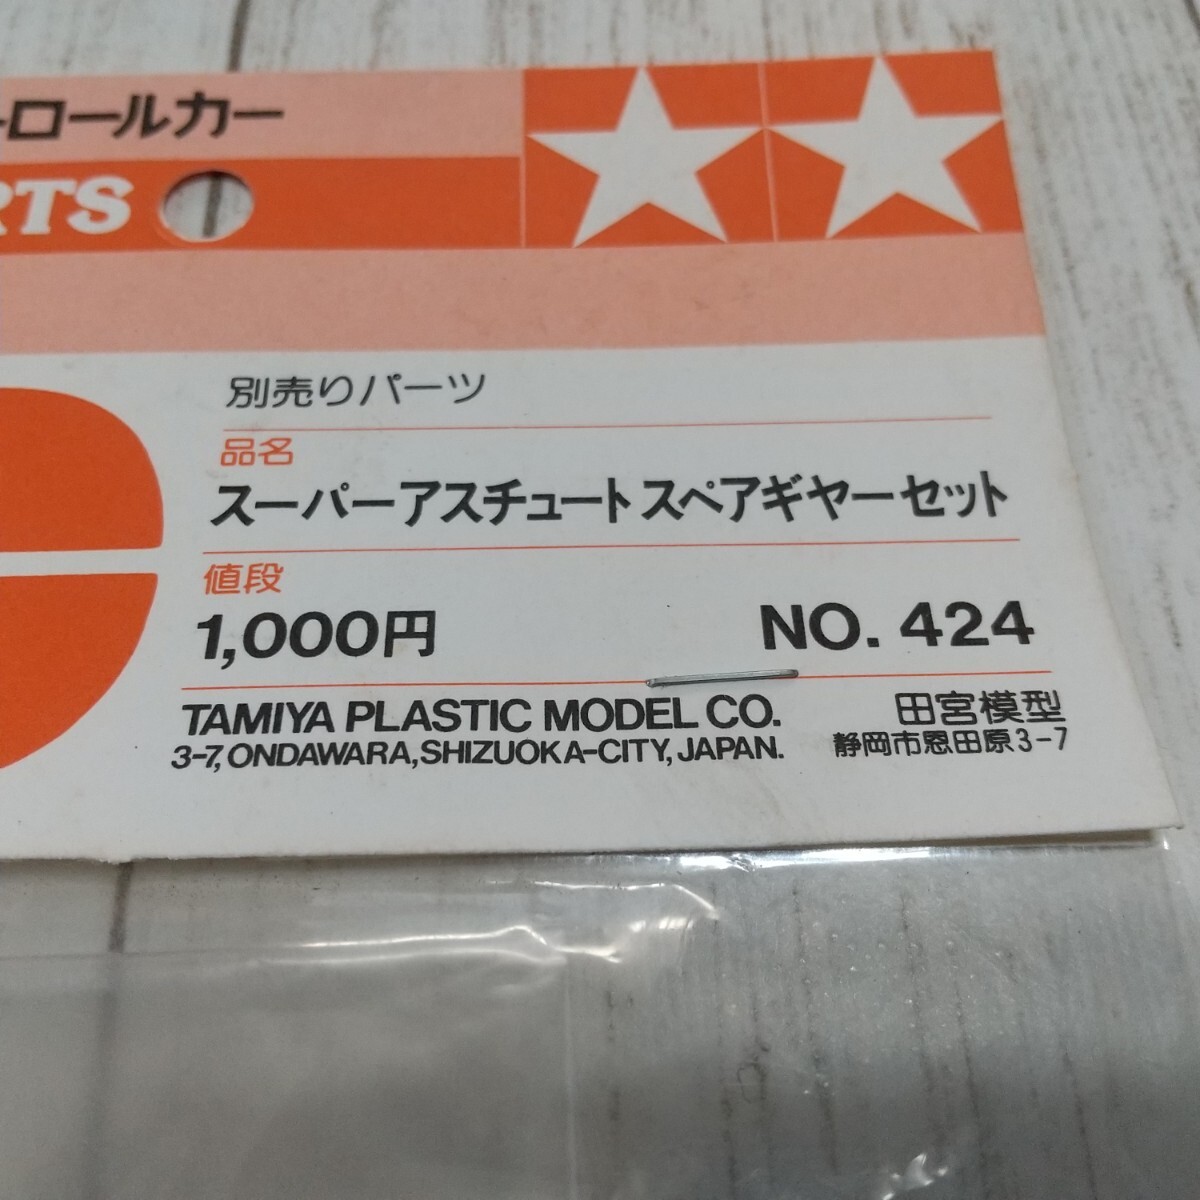 トロールカー
RTS
別売りパーツ
品名
スーパーアスチュートスペアギヤーセット
値段
1,000円 NO. 424
TAMIYA PLASTIC MODEL CO. 田宮模型
3-7, ONDAWARA, SHIZUOKA-CITY, JAPAN. 静岡市恩田原3-7